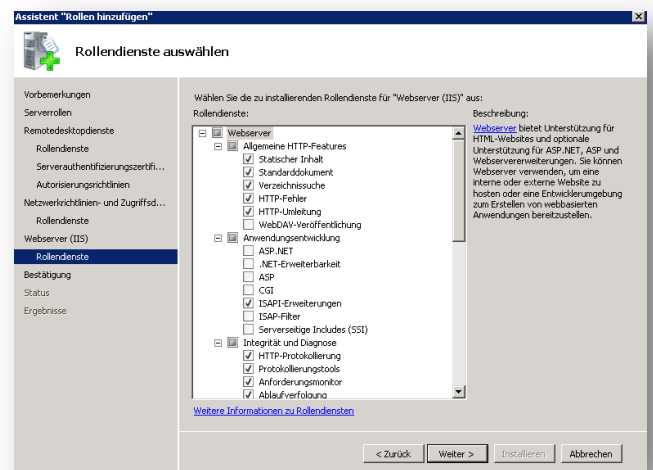 Assistent "Rollen hinzufügen"
Rollendienste auswählen
Vorbemerkungen
Serverrollen
Remotedesktopdienste
Rollendienste
Serverauthentifizierungszertifi...
Autorisierungsrichtlinien
Netzwerkrichtlinien- und Zugriffsd...
Rollendienste
Webserver (IIS)
Rollendienste
Bestätigung
Status
Ergebnisse
Wählen Sie die zu installierenden Rollendienste für "Webserver (IIS)" aus:
Rollendienste:
Webserver
Allgemeine HTTP-Features
Statischer Inhalt
Standarddokument
Verzeichnissuche
HTTP-Fehler
HTTP-Umleitung
WebDAV-Veröffentlichung
Anwendungsentwicklung
ASP.NET
.NET-Erweiterbarkeit
ASP
CGI
ISAPI-Erweiterungen
ISAP-Filter
Serverseitige Includes (SSI)
Integrität und Diagnose
HTTP-Protokollierung
Protokollierungstools
Anforderungsmonitor
Ablaufverfolgung
Weitere Informationen zu Rollendiensten
Beschreibung:
Webserver bietet Unterstützung für
HTML-Websites und optionale
Unterstützung für ASP.NET, ASP und
Webservererweiterungen. Sie können
Webserver verwenden, um eine
interne oder externe Website zu
hosten oder eine Entwicklerumgebung
zum Erstellen von webbasierten
Anwendungen bereitzustellen.
< Zurück
Weiter >
Installieren
Abbrechen